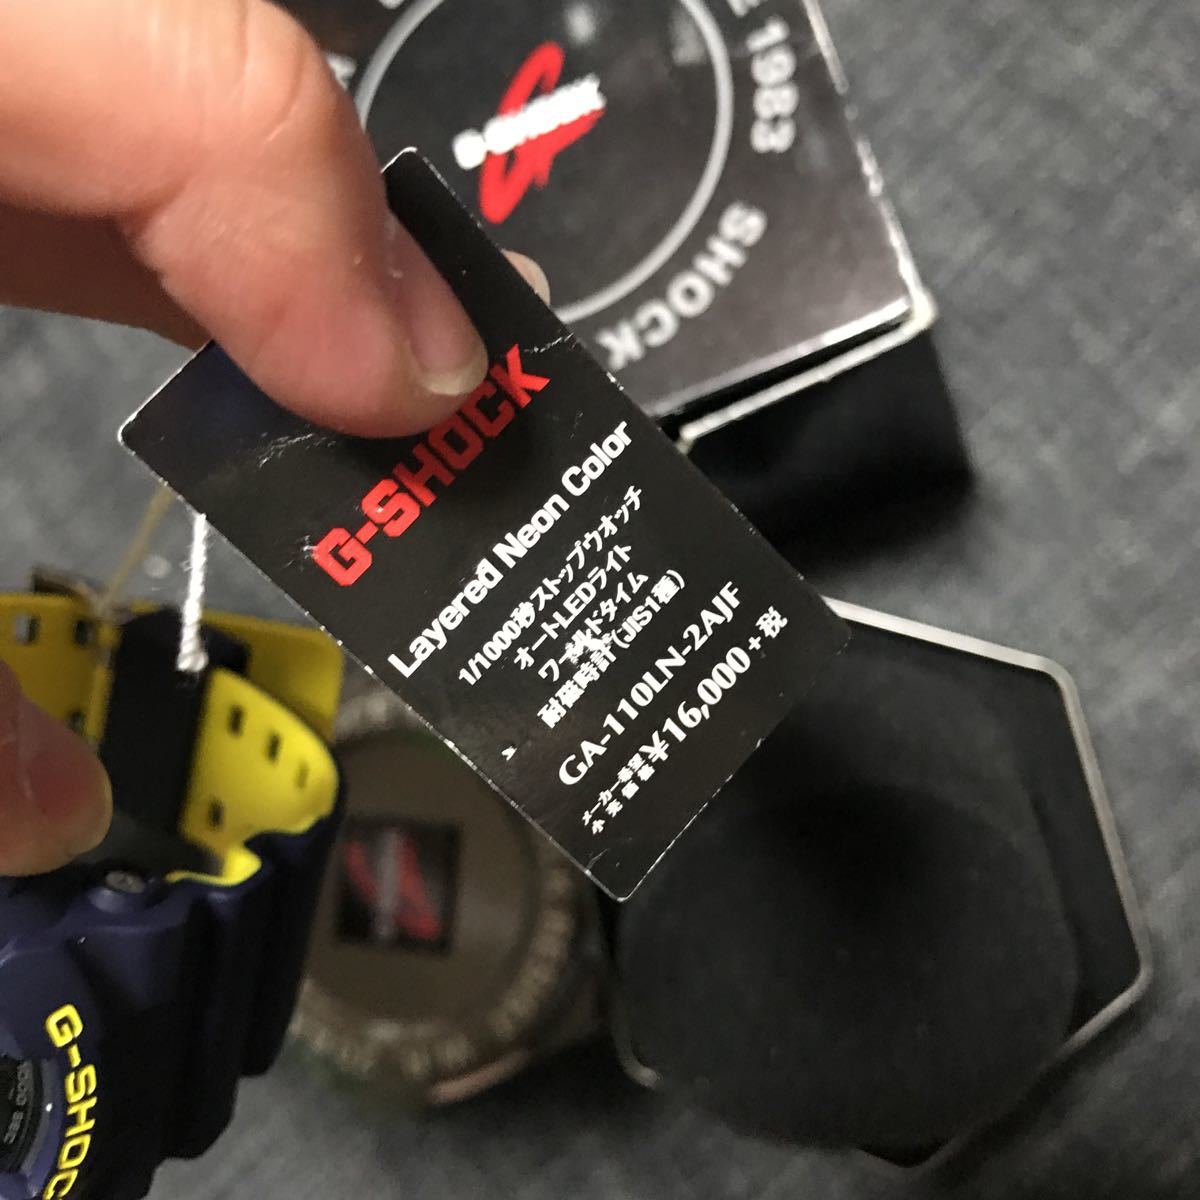 G-SHOCK
1983
SHOCK
G-SHOCK
Layered Neon Color
1/1000秒ストップウオッチ
オートLEDライト
ワールドタイム
耐磁時計(JIS1種)
GA-110LN-2AJF
メーカー希望
小売価格
¥16,000+税
G-SHOC
1000 SEC